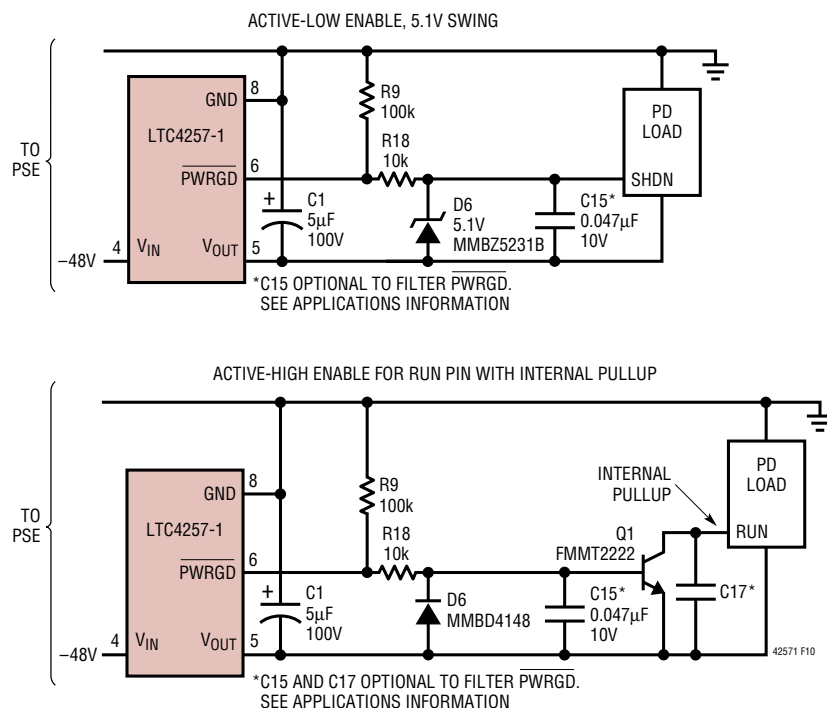 ACTIVE-LOW ENABLE, 5.1V SWING
TO
PSE
–48V
4
VIN
LTC4257-1
GND
8
PWRGD
6
VOUT
5
+
C1
5µF
100V
R9
100k
R18
10k
D6
5.1V
MMBZ5231B
C15*
0.047µF
10V
PD
LOAD
SHDN
*C15 OPTIONAL TO FILTER PWRGD.
SEE APPLICATIONS INFORMATION
ACTIVE-HIGH ENABLE FOR RUN PIN WITH INTERNAL PULLUP
TO
PSE
–48V
4
VIN
LTC4257-1
GND
8
PWRGD
6
VOUT
5
+
C1
5µF
100V
R9
100k
R18
10k
D6
MMBD4148
C15*
0.047µF
10V
Q1
FMMT2222
INTERNAL
PULLUP
C17*
PD
LOAD
RUN
42571 F10
*C15 AND C17 OPTIONAL TO FILTER PWRGD.
SEE APPLICATIONS INFORMATION